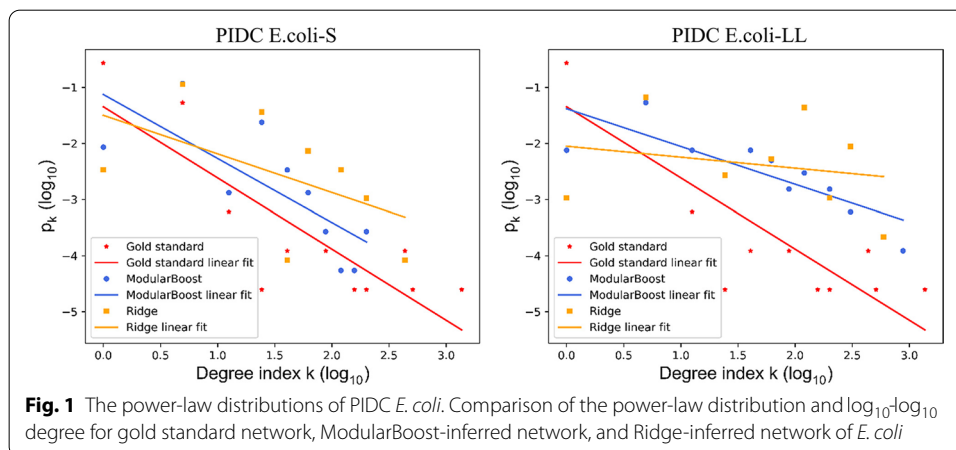 PIDC E.coli-S
−1
−2
−3
−4
−5
pₖ (log₁₀)
Gold standard
Gold standard linear fit
ModularBoost
ModularBoost linear fit
Ridge
Ridge linear fit
0.0 0.5 1.0 1.5 2.0 2.5 3.0
Degree index k (log₁₀)
PIDC E.coli-LL
−1
−2
−3
−4
−5
pₖ (log₁₀)
Gold standard
Gold standard linear fit
ModularBoost
ModularBoost linear fit
Ridge
Ridge linear fit
0.0 0.5 1.0 1.5 2.0 2.5 3.0
Degree index k (log₁₀)
Fig. 1 The power-law distributions of PIDC E. coli. Comparison of the power-law distribution and log₁₀-log₁₀
degree for gold standard network, ModularBoost-inferred network, and Ridge-inferred network of E. coli